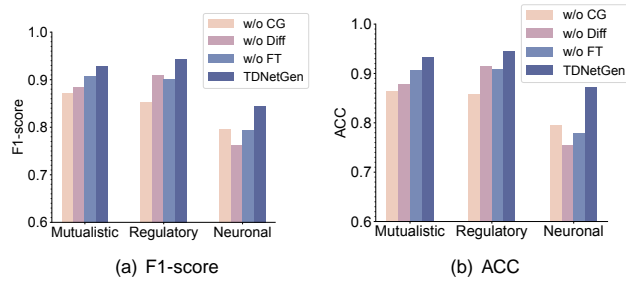 w/o CG
w/o Diff
w/o FT
TDNetGen
1.0
0.9
0.8
0.7
0.6
F1-score
Mutualistic Regulatory Neuronal
(a) F1-score
w/o CG
w/o Diff
w/o FT
TDNetGen
1.0
0.9
0.8
0.7
0.6
ACC
Mutualistic Regulatory Neuronal
(b) ACC